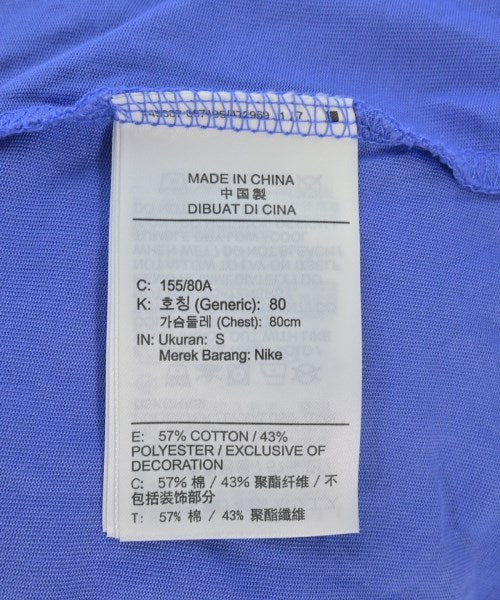 MADE IN CHINA
中国製
DIBUAT DI CINA
C: 155/80A
K: 호칭 (Generic): 80
가슴둘레 (Chest): 80cm
IN: Ukuran: S
Merek Barang: Nike
E: 57% COTTON / 43%
POLYESTER / EXCLUSIVE OF
DECORATION
C: 57% 棉 / 43% 聚酯纤维 / 不
包括装饰部分
T: 57% 棉 / 43% 聚酯纖維